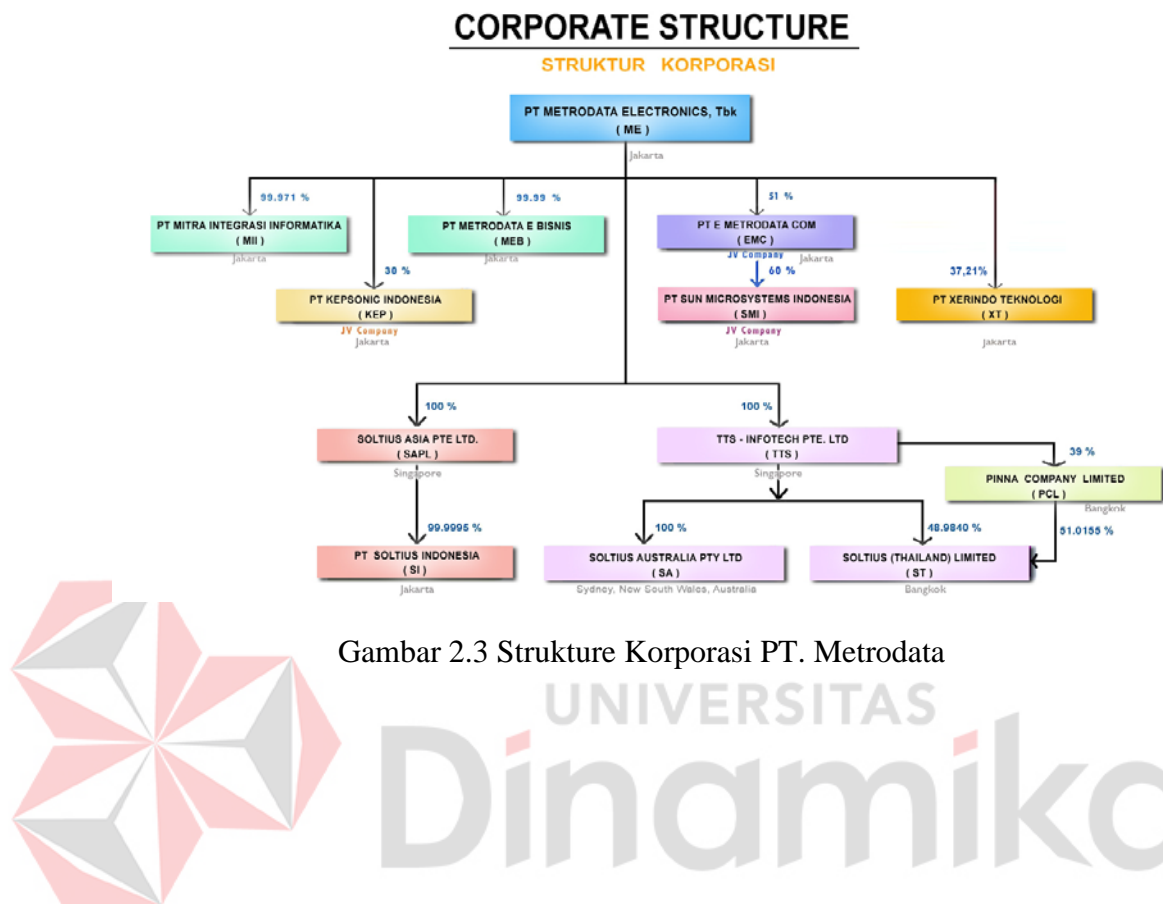 CORPORATE STRUCTURE
STRUKTUR KORPORASI
PT METRODATA ELECTRONICS, Tbk
( ME )
Jakarta
99.971 %
99.99 %
51 %
PT MITRA INTEGRASI INFORMATIKA
( MII )
Jakarta
PT METRODATA E BISNIS
( MEB )
Jakarta
PT E METRODATA COM
( EMC )
JV Company
Jakarta
30 %
60 %
37,21%
PT KEPSONIC INDONESIA
( KEP )
JV Company
Jakarta
PT SUN MICROSYSTEMS INDONESIA
( SMI )
JV Company
Jakarta
PT XERINDO TEKNOLOGI
( XT )
Jakarta
100 %
100 %
SOLTIUS ASIA PTE LTD.
( SAPL )
Singapore
TTS - INFOTECH PTE. LTD
( TTS )
Singapore
39 %
PINNA COMPANY LIMITED
( PCL )
Bangkok
99.9995 %
100 %
48.9840 %
51.0155 %
PT SOLTIUS INDONESIA
( SI )
Jakarta
SOLTIUS AUSTRALIA PTY LTD
( SA )
Sydney, New South Wales, Australia
SOLTIUS (THAILAND) LIMITED
( ST )
Bangkok
Gambar 2.3 Strukture Korporasi PT. Metrodata
UNIVERSITAS
Dinamika